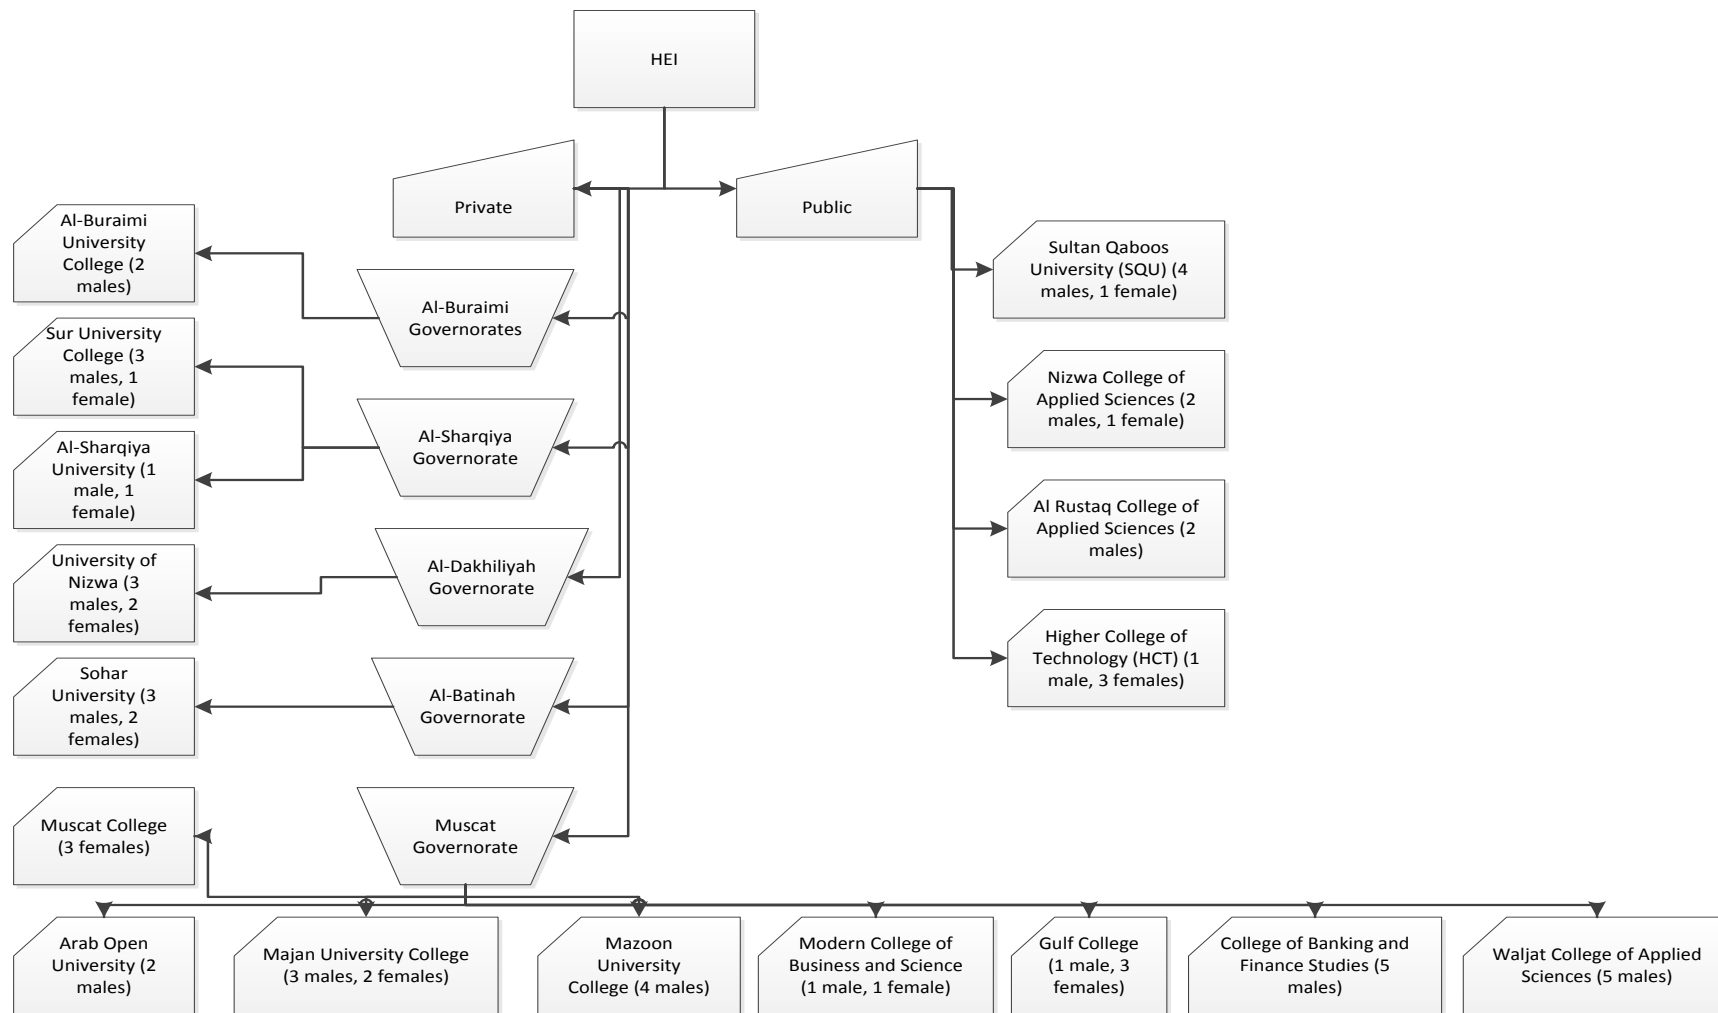 HEI
Private
Public
Al-Buraimi
University
College (2
males)
Sultan Qaboos
University (SQU) (4
males, 1 female)
Al-Buraimi
Governorates
Sur University
College (3
males, 1
female)
Nizwa College of
Applied Sciences (2
males, 1 female)
Al-Sharqiya
Governorate
Al-Sharqiya
University (1
male, 1
female)
Al Rustaq College of
Applied Sciences (2
males)
Al-Dakhiliyah
Governorate
University of
Nizwa (3
males, 2
females)
Higher College of
Technology (HCT) (1
male, 3 females)
Al-Batinah
Governorate
Sohar
University (3
males, 2
females)
Muscat College
(3 females)
Muscat
Governorate
Arab Open
University (2
males)
Majan University College
(3 males, 2 females)
Mazoon
University
College (4 males)
Modern College of
Business and Science
(1 male, 1 female)
Gulf College
(1 male, 3
females)
College of Banking and
Finance Studies (5
males)
Waljat College of Applied
Sciences (5 males)